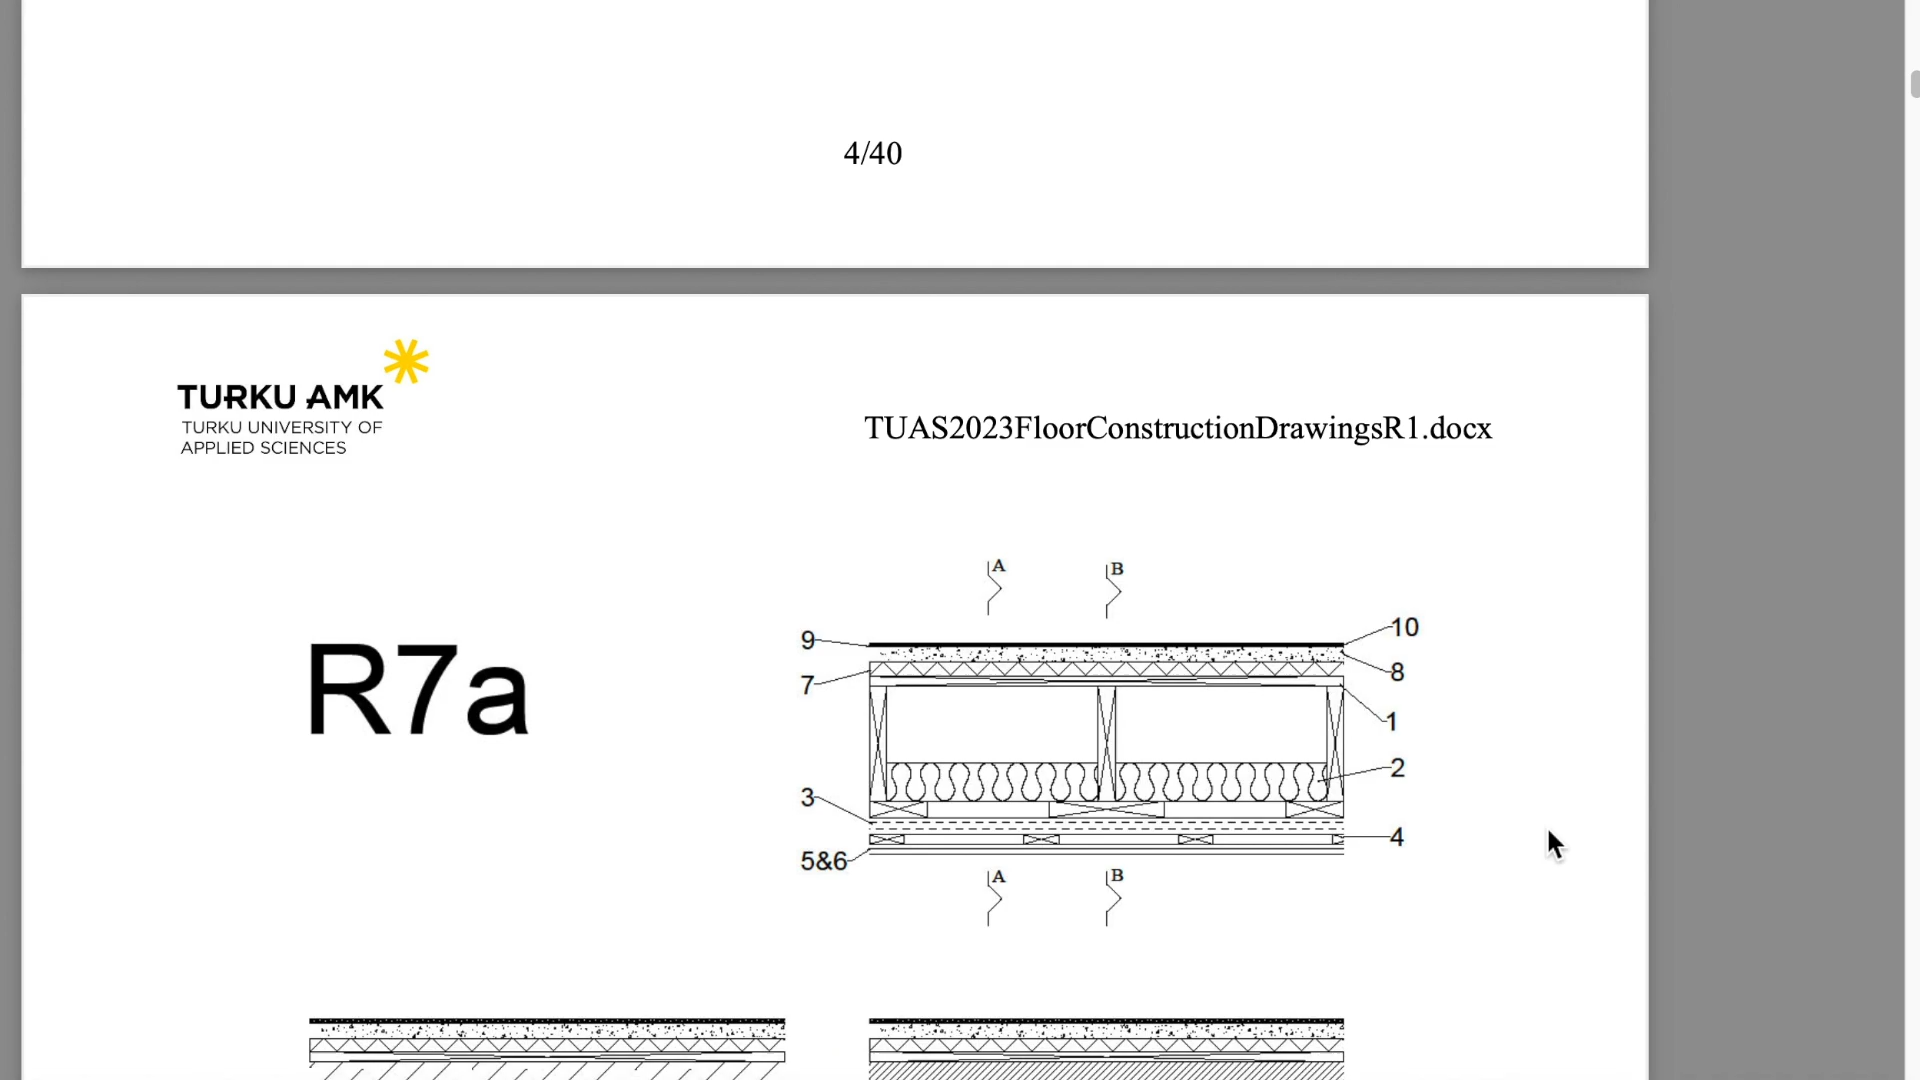 4/40
TURKU AMK
TURKU UNIVERSITY OF
APPLIED SCIENCES
TUAS2023FloorConstructionDrawingsR1.docx
R7a
A
B
9
10
7
8
1
2
3
4
5&6
A
B